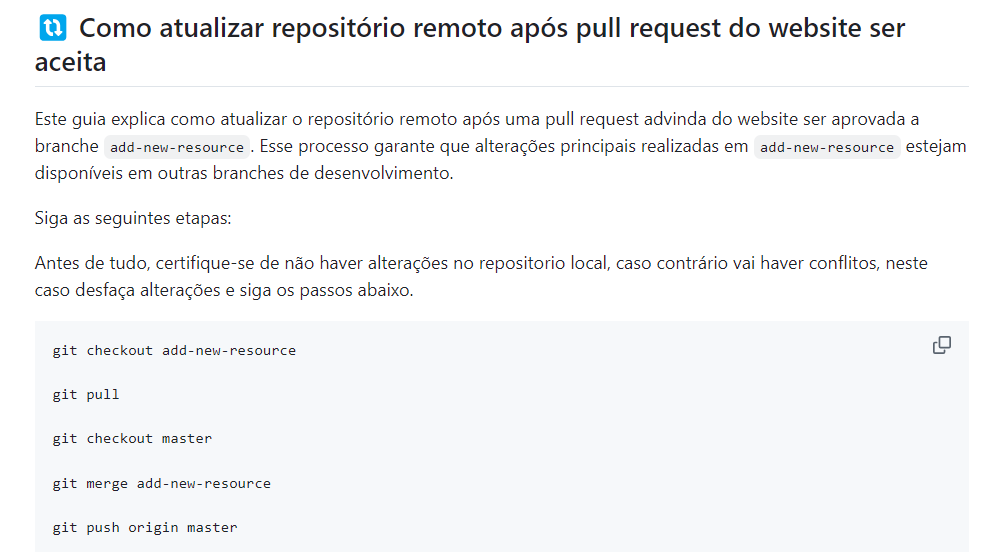 Como atualizar repositório remoto após pull request do website ser
aceita
Este guia explica como atualizar o repositório remoto após uma pull request advinda do website ser aprovada a
branche add-new-resource. Esse processo garante que alterações principais realizadas em add-new-resource estejam
disponíveis em outras branches de desenvolvimento.
Siga as seguintes etapas:
Antes de tudo, certifique-se de não haver alterações no repositorio local, caso contrário vai haver conflitos, neste
caso desfaça alterações e siga os passos abaixo.
git checkout add-new-resource
git pull
git checkout master
git merge add-new-resource
git push origin master